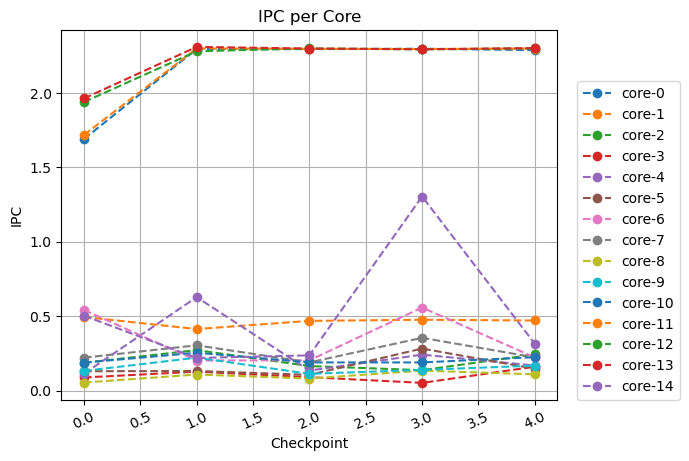 IPC per Core
IPC
2.0
1.5
1.0
0.5
0.0
0.0
0.5
1.0
1.5
2.0
2.5
3.0
3.5
4.0
Checkpoint
core-0
core-1
core-2
core-3
core-4
core-5
core-6
core-7
core-8
core-9
core-10
core-11
core-12
core-13
core-14